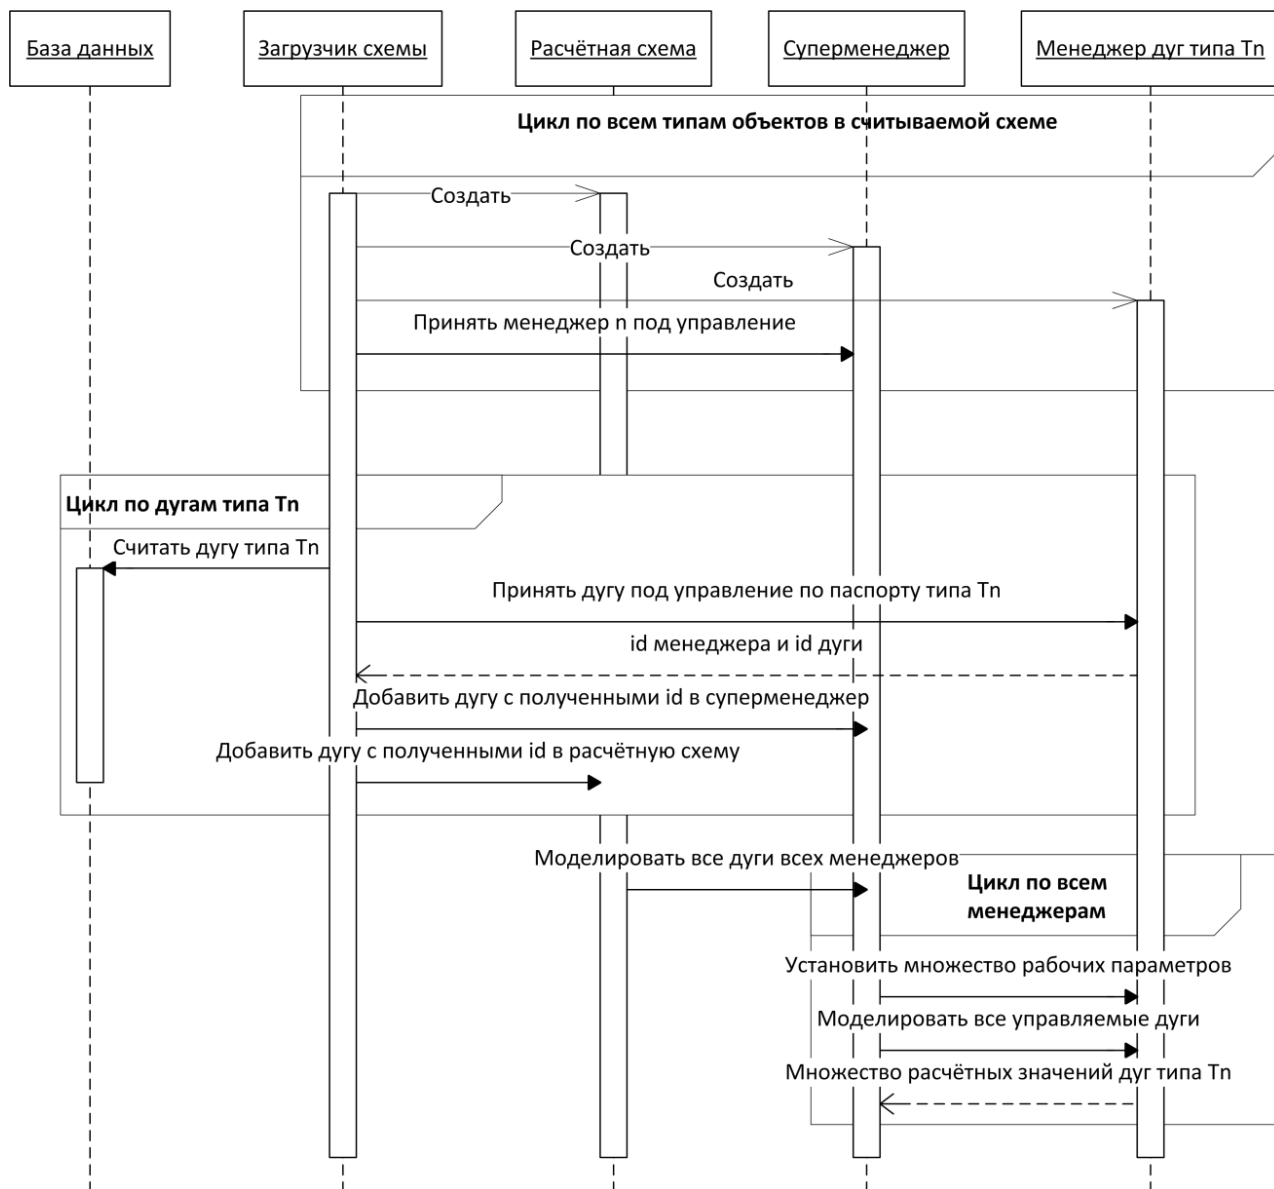 База данных
Загрузчик схемы
Расчётная схема
Суперменеджер
Менеджер дуг типа Tn
Цикл по всем типам объектов в считываемой схеме
Создать
Создать
Создать
Принять менеджер n под управление
Цикл по дугам типа Tn
Считать дугу типа Tn
Принять дугу под управление по паспорту типа Tn
id менеджера и id дуги
Добавить дугу с полученными id в суперменеджер
Добавить дугу с полученными id в расчётную схему
Моделировать все дуги всех менеджеров
Цикл по всем
менеджерам
Установить множество рабочих параметров
Моделировать все управляемые дуги
Множество расчётных значений дуг типа Tn